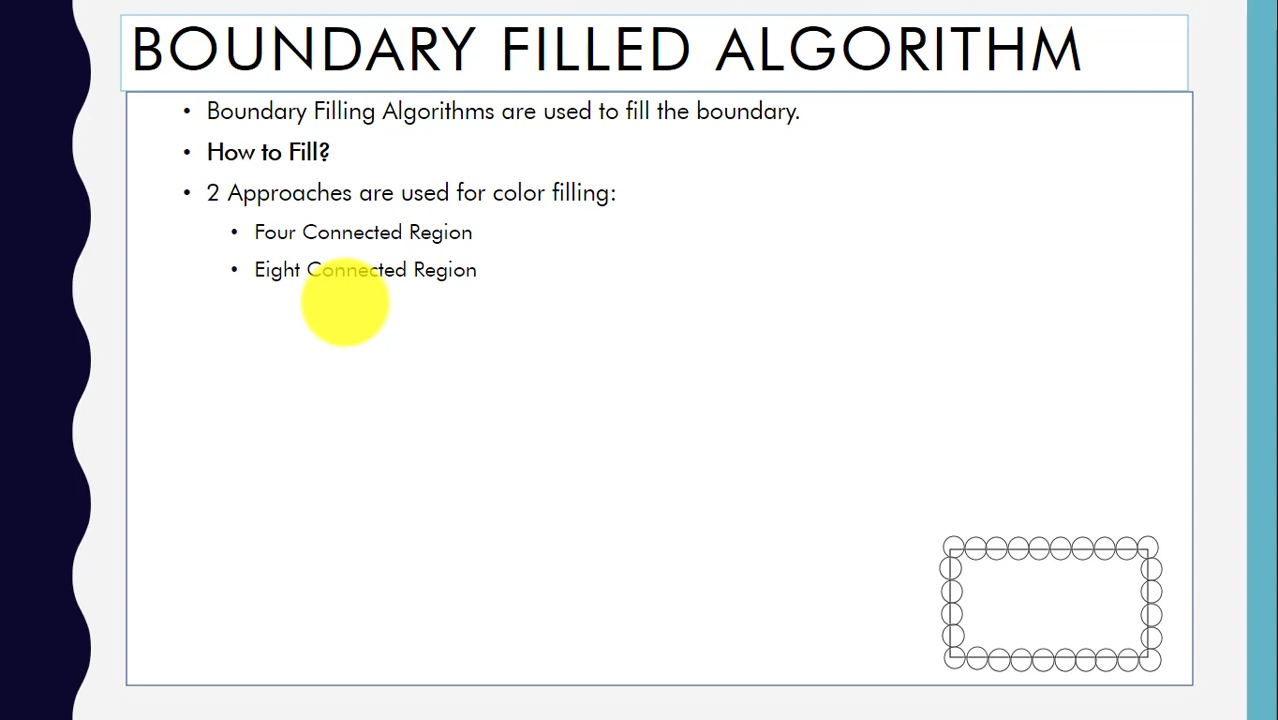 BOUNDARY FILLED ALGORITHM
• Boundary Filling Algorithms are used to fill the boundary.
• How to Fill?
• 2 Approaches are used for color filling:
• Four Connected Region
• Eight Connected Region